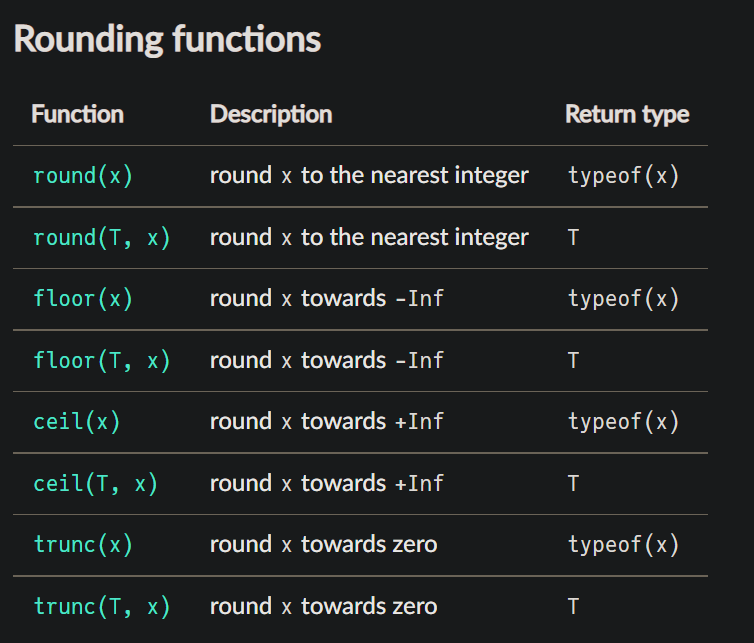 Rounding functions
Function Description Return type
round(x) round x to the nearest integer typeof(x)
round(T, x) round x to the nearest integer T
floor(x) round x towards -Inf typeof(x)
floor(T, x) round x towards -Inf T
ceil(x) round x towards +Inf typeof(x)
ceil(T, x) round x towards +Inf T
trunc(x) round x towards zero typeof(x)
trunc(T, x) round x towards zero T